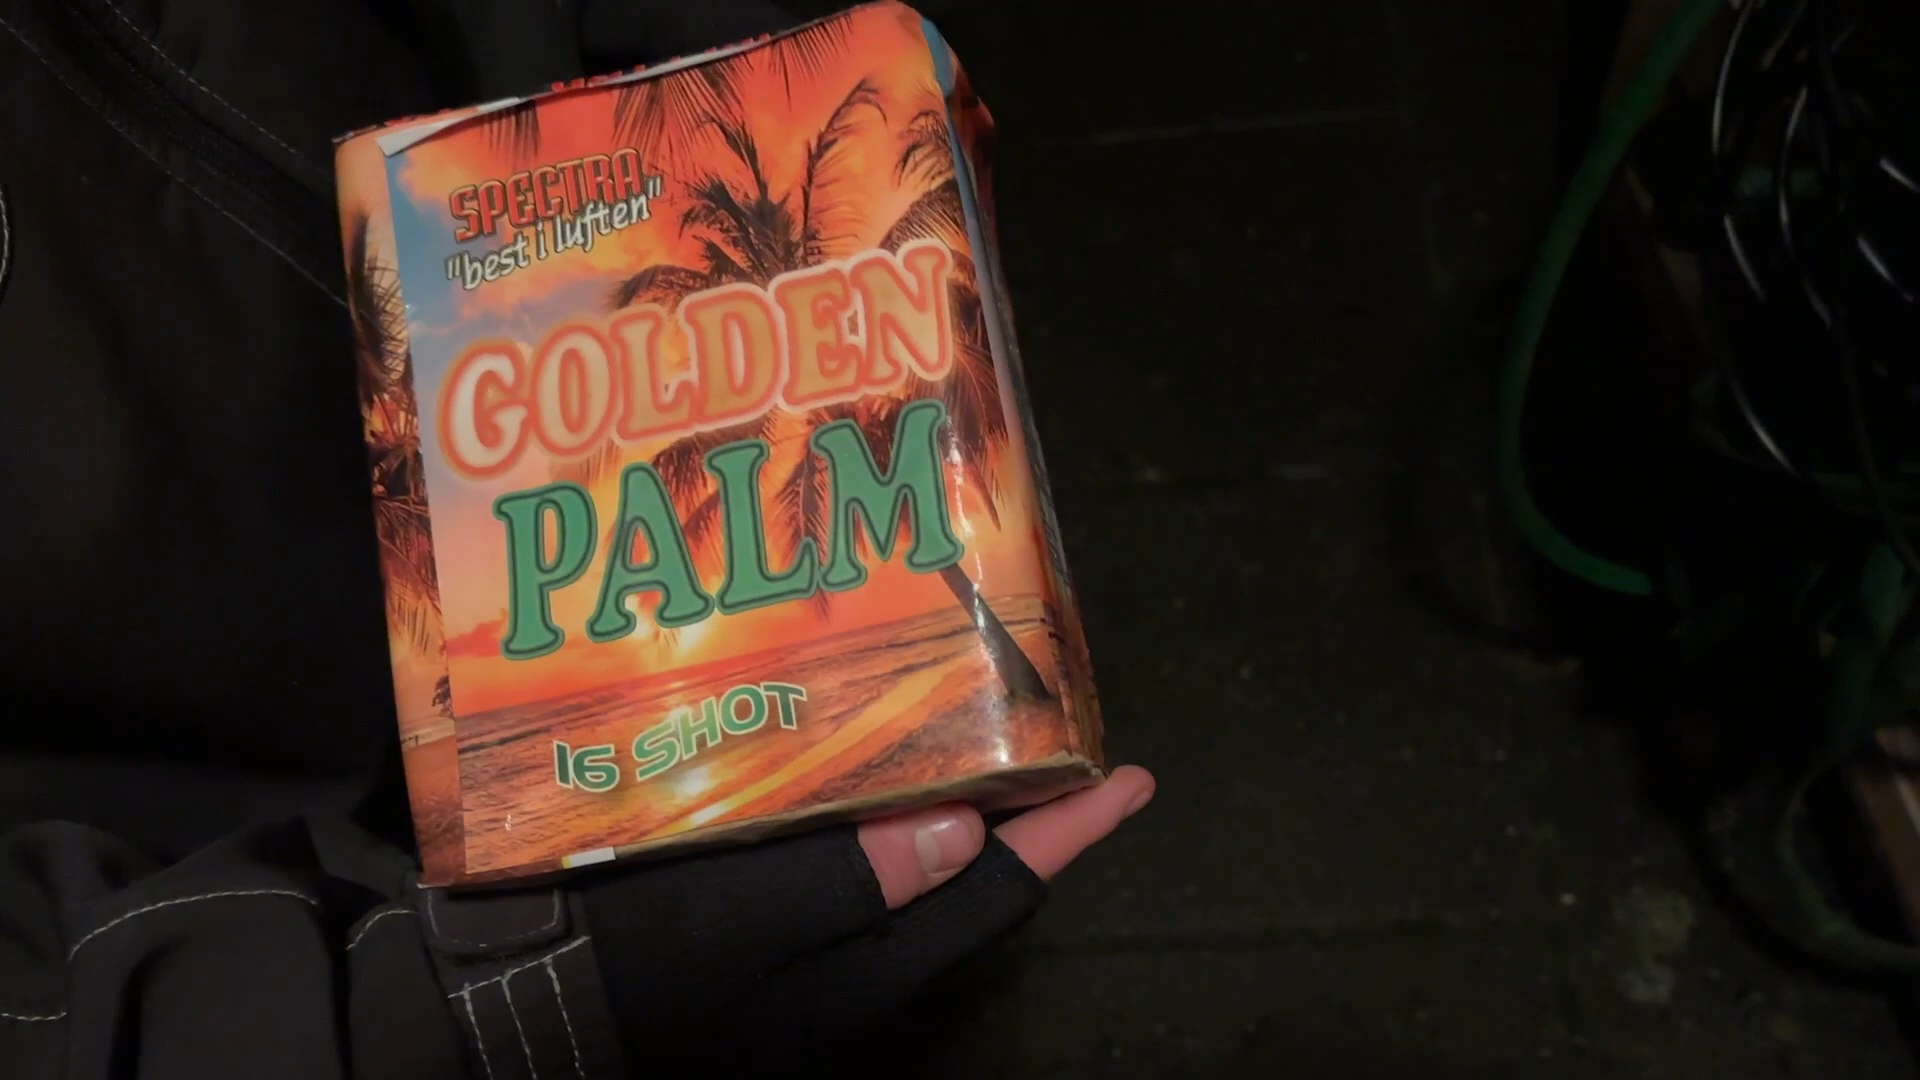 SPECTRA
"best i luften"
GOLDEN
PALM
16 SHOT